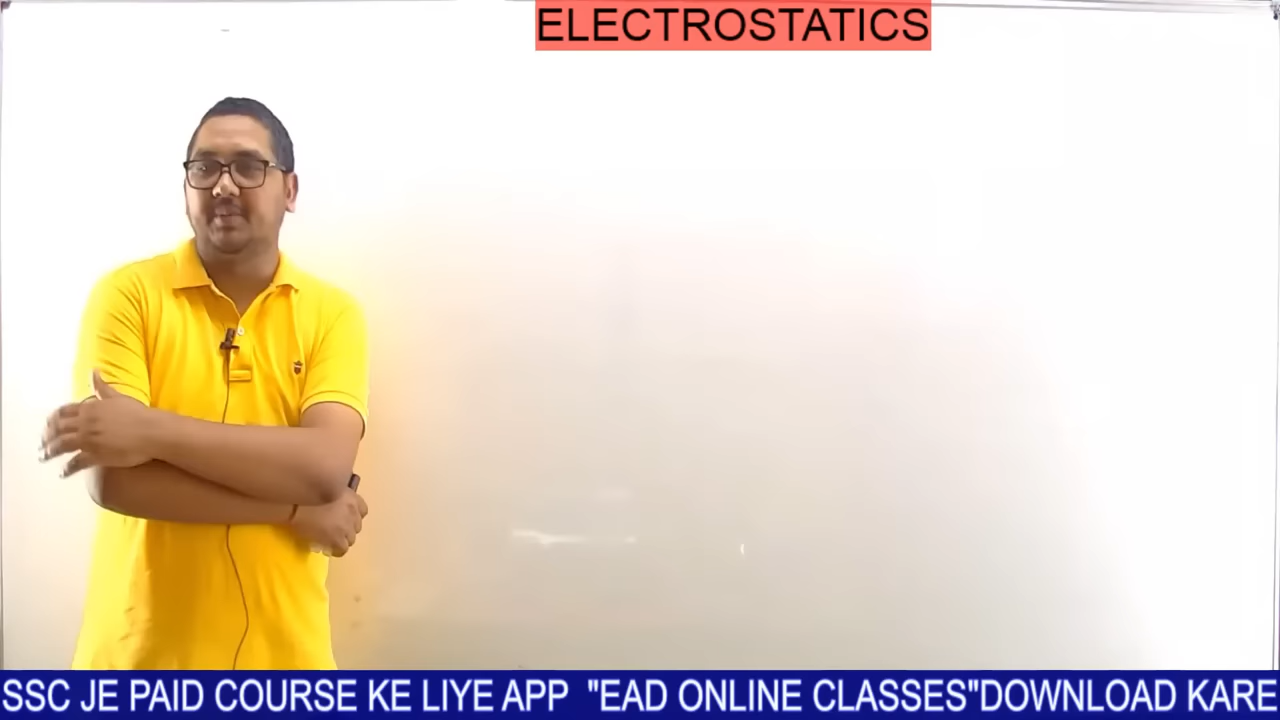 ELECTROSTATICS
SSC JE PAID COURSE KE LIYE APP "EAD ONLINE CLASSES"DOWNLOAD KARE